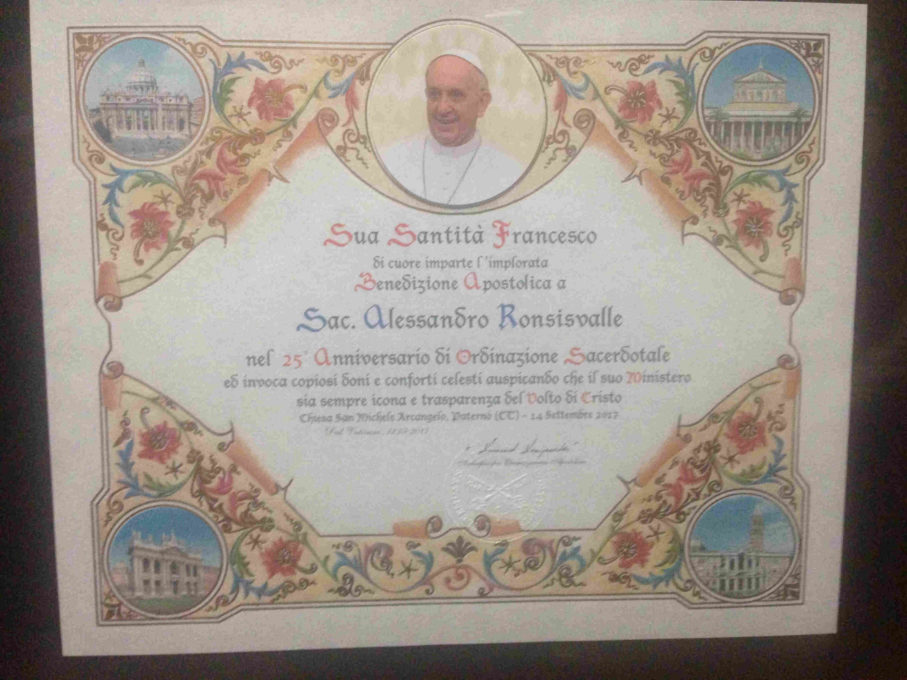 Sua Santità Francesco
di cuore imparte l'implorata
Benedizione Apostolica a
Sac. Alessandro Ronsisvalle
nel 25° Anniversario di Ordinazione Sacerdotale
ed invoca copiosi doni e conforti celesti auspicando che il suo Ministero
sia sempre icona e trasparenza del Volto di Cristo
Chiesa San Michele Arcangelo, Paternò (CT) - 14 Settembre 2017